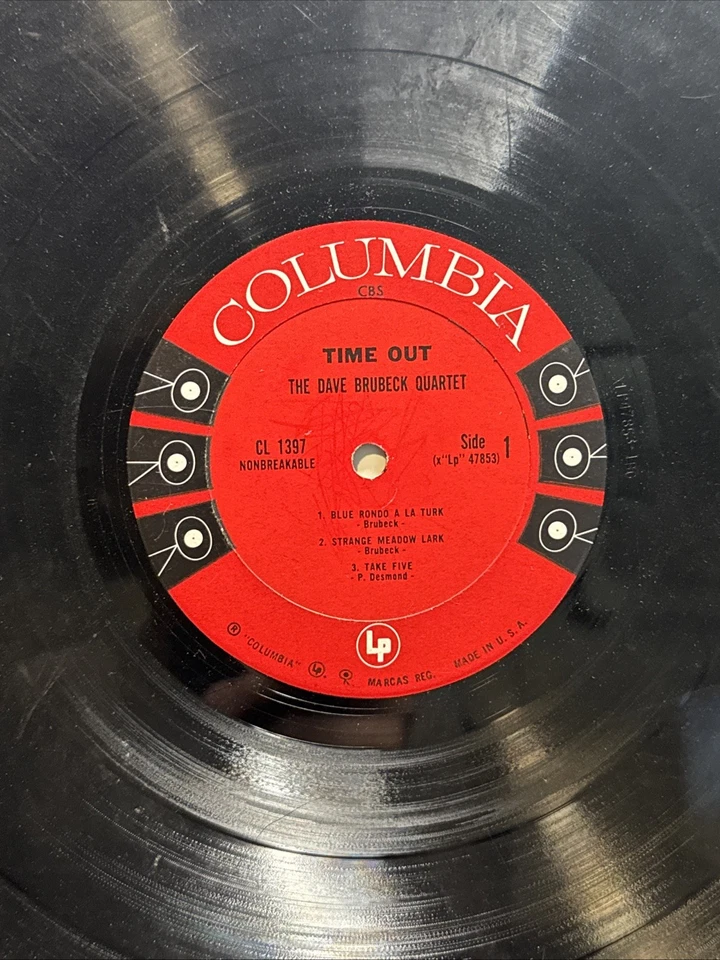 COLUMBIA
CBS
TIME OUT
THE DAVE BRUBECK QUARTET
CL 1397
NONBREAKABLE
Side 1
(x"Lp" 47853)
1. BLUE RONDO A LA TURK
- Brubeck -
2. STRANGE MEADOW LARK
- Brubeck -
3. TAKE FIVE
- P. Desmond -
Lp
® "COLUMBIA" Lp. MARCAS REG. MADE IN U.S.A.